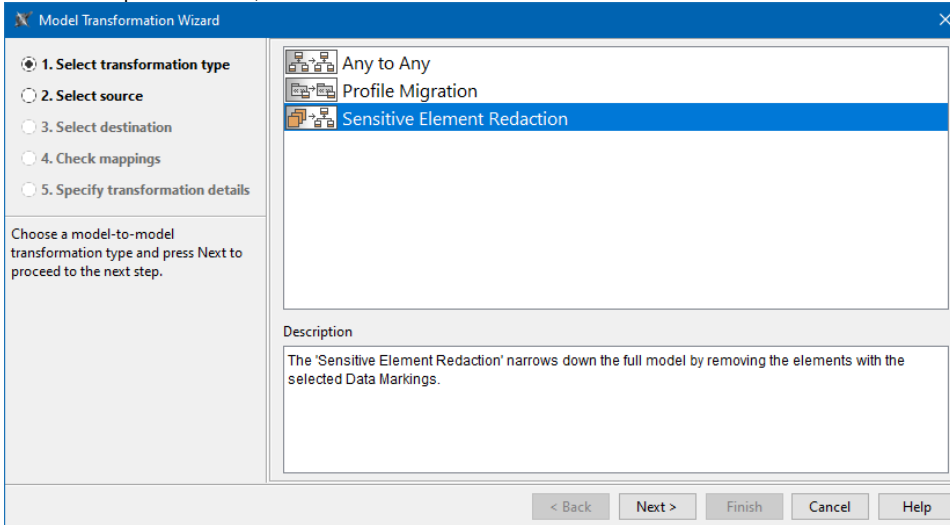 Model Transformation Wizard
1. Select transformation type
2. Select source
3. Select destination
4. Check mappings
5. Specify transformation details
Choose a model-to-model
transformation type and press Next to
proceed to the next step.
Any to Any
Profile Migration
Sensitive Element Redaction
Description
The 'Sensitive Element Redaction' narrows down the full model by removing the elements with the
selected Data Markings.
< Back Next > Finish Cancel Help